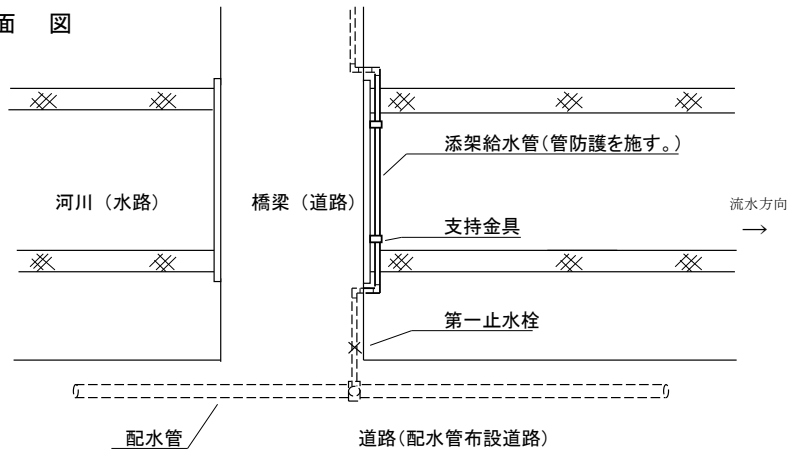 面 図
添架給水管(管防護を施す。)
河川（水路）
橋梁（道路）
流水方向
→
支持金具
第一止水栓
配水管
道路(配水管布設道路)